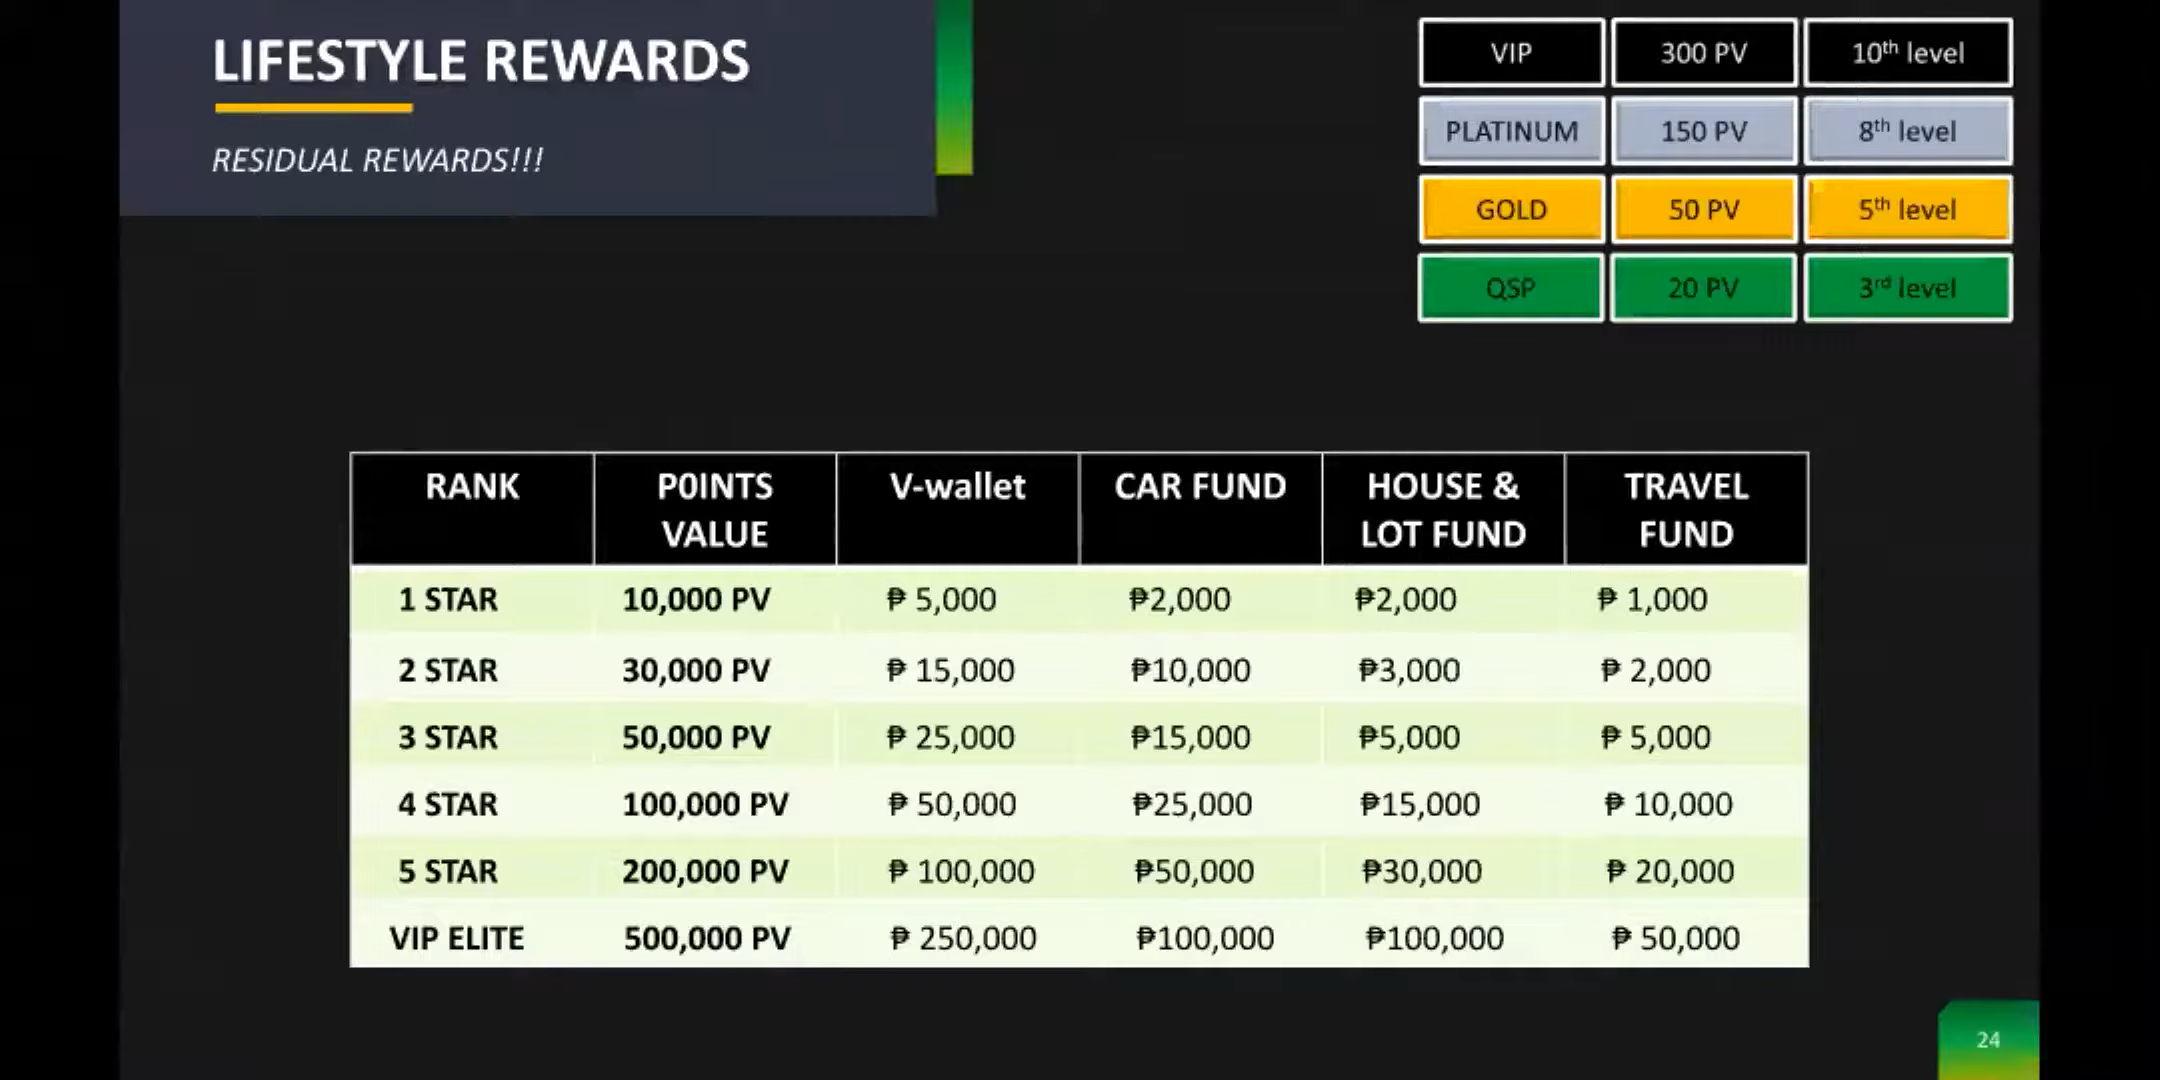 LIFESTYLE REWARDS
RESIDUAL REWARDS!!!
VIP 300 PV 10th level
PLATINUM 150 PV 8th level
GOLD 50 PV 5th level
QSP 20 PV 3rd level
RANK P0INTS VALUE V-wallet CAR FUND HOUSE & LOT FUND TRAVEL FUND
1 STAR 10,000 PV ₱ 5,000 ₱2,000 ₱2,000 ₱ 1,000
2 STAR 30,000 PV ₱ 15,000 ₱10,000 ₱3,000 ₱ 2,000
3 STAR 50,000 PV ₱ 25,000 ₱15,000 ₱5,000 ₱ 5,000
4 STAR 100,000 PV ₱ 50,000 ₱25,000 ₱15,000 ₱ 10,000
5 STAR 200,000 PV ₱ 100,000 ₱50,000 ₱30,000 ₱ 20,000
VIP ELITE 500,000 PV ₱ 250,000 ₱100,000 ₱100,000 ₱ 50,000
24